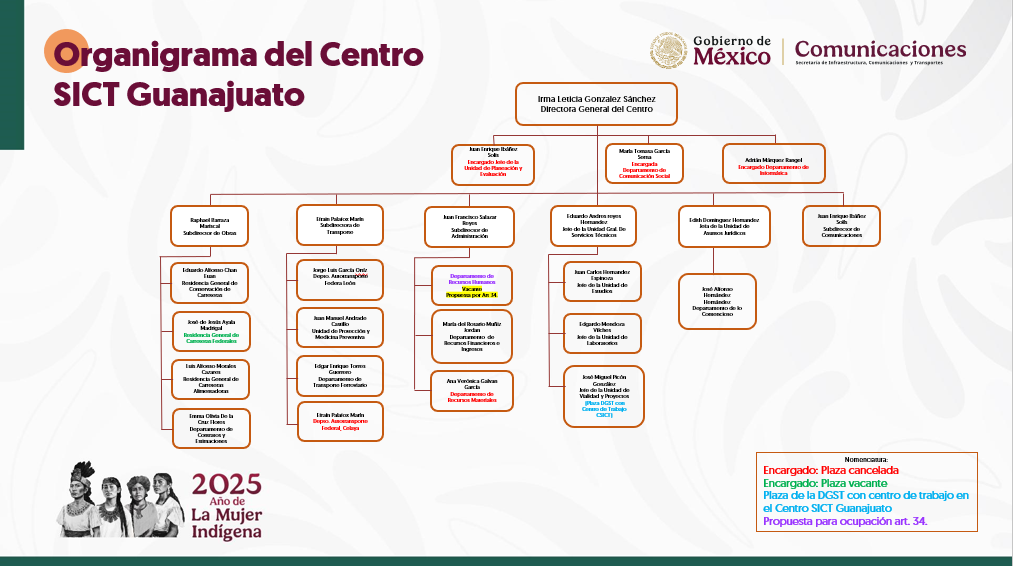 Organigrama del Centro
SICT Guanajuato
Gobierno de
México
Comunicaciones
Secretaría de Infraestructura, Comunicaciones y Transportes
Irma Leticia Gonzalez Sánchez
Directora General del Centro
Juan Enrique Ibáñez
Solís
Encargado Jefe de la
Unidad de Planeación y
Evaluación
María Tomasa García
Serna
Encargada
Departamento de
Comunicación Social
Adrián Márquez Rangel
Encargado Departamento de
Informática
Raphael Barraza
Mariscal
Subdirector de Obras
Efraín Palafox Marín
Subdirectora de
Transporte
Juan Francisco Salazar
Reyes
Subdirector de
Administración
Eduardo Andres reyes
Hernandez
Jefe de la Unidad Gral. De
Servicios Técnicos
Edith Domínguez Hernandez
Jefa de la Unidad de
Asuntos Jurídicos
Juan Enrique Ibáñez
Solís
Subdirector de
Comunicaciones
Eduardo Alfonso Chan
Tuan
Residencia General de
Conservación de
Carreteras
José de Jesús Ayala
Madrigal
Residencia General de
Carreteras Federales
Luis Alfonso Morales
Cazares
Residencia General de
Carreteras
Alimentadoras
Emma Olivia De la
Cruz Flores
Departamento de
Contratos y
Estimaciones
Jorge Luis García Ortiz
Depto. Autotransporte
Federa León
Juan Manuel Andrade
Castillo
Unidad de Protección y
Medicina Preventiva
Edgar Enrique Torres
Guerrero
Departamento de
Transporte Ferroviario
Efraín Palafox Marín
Depto. Autotransporte
Federal, Celaya
Departamento de
Recursos Humanos
Vacante
Propuesta por Art 34.
María del Rosario Muñiz
Jordan
Departamento de
Recursos Financieros e
Ingresos
Ana Verónica Galvan
García
Departamento de
Recursos Materiales
Juan Carlos Hernandez
Espinoza
Jefe de la Unidad de
Estudios
Edgardo Mendoza
Vilches
Jefe de la Unidad de
Laboratorios
José Miguel Picón
González
Jefe de la Unidad de
Vialidad y Proyectos
(Plaza DGST con
Centro de Trabajo
CSICT)
José Alfonso
Hernández
Hernández
Departamento de lo
Contencioso
2025
Año de
La Mujer
Indígena
Nomenclatura:
Encargado: Plaza cancelada
Encargado: Plaza vacante
Plaza de la DGST con centro de trabajo en
el Centro SICT Guanajuato
Propuesta para ocupación art. 34.